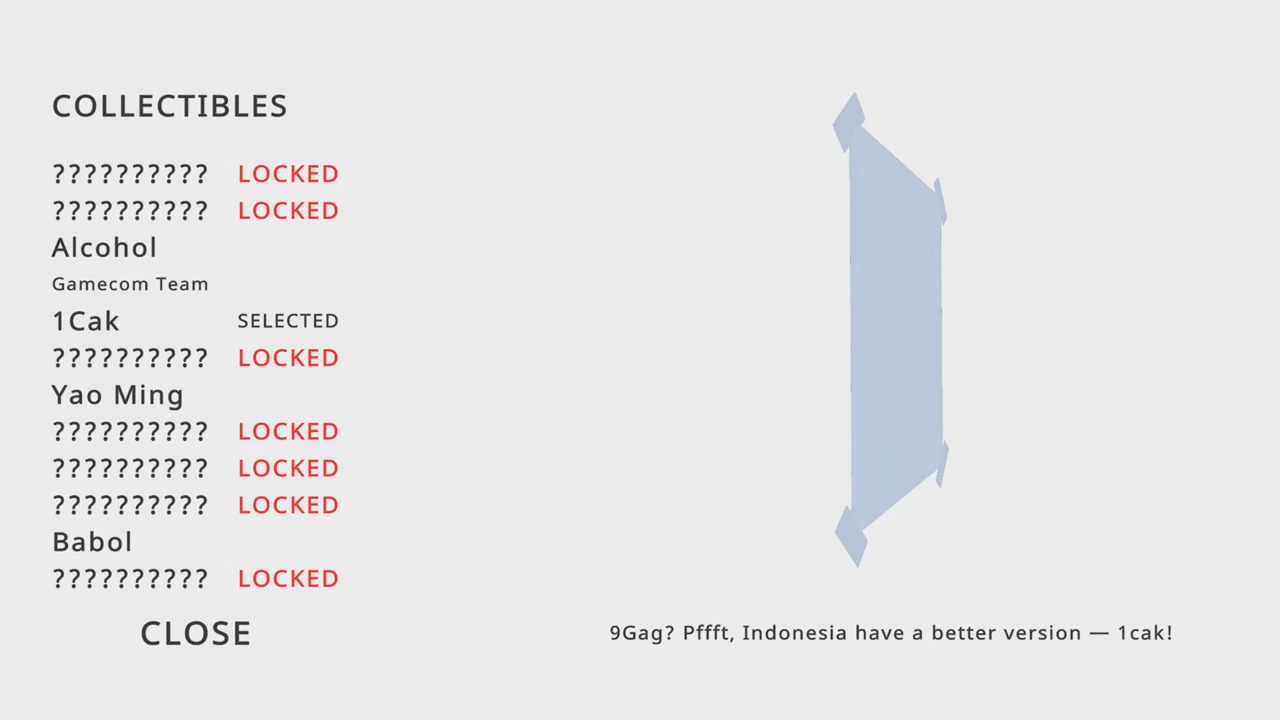 COLLECTIBLES
?????????? LOCKED
?????????? LOCKED
Alcohol
Gamecom Team
1Cak SELECTED
?????????? LOCKED
Yao Ming
?????????? LOCKED
?????????? LOCKED
?????????? LOCKED
Babol
?????????? LOCKED
CLOSE
9Gag? Pffft, Indonesia have a better version — 1cak!